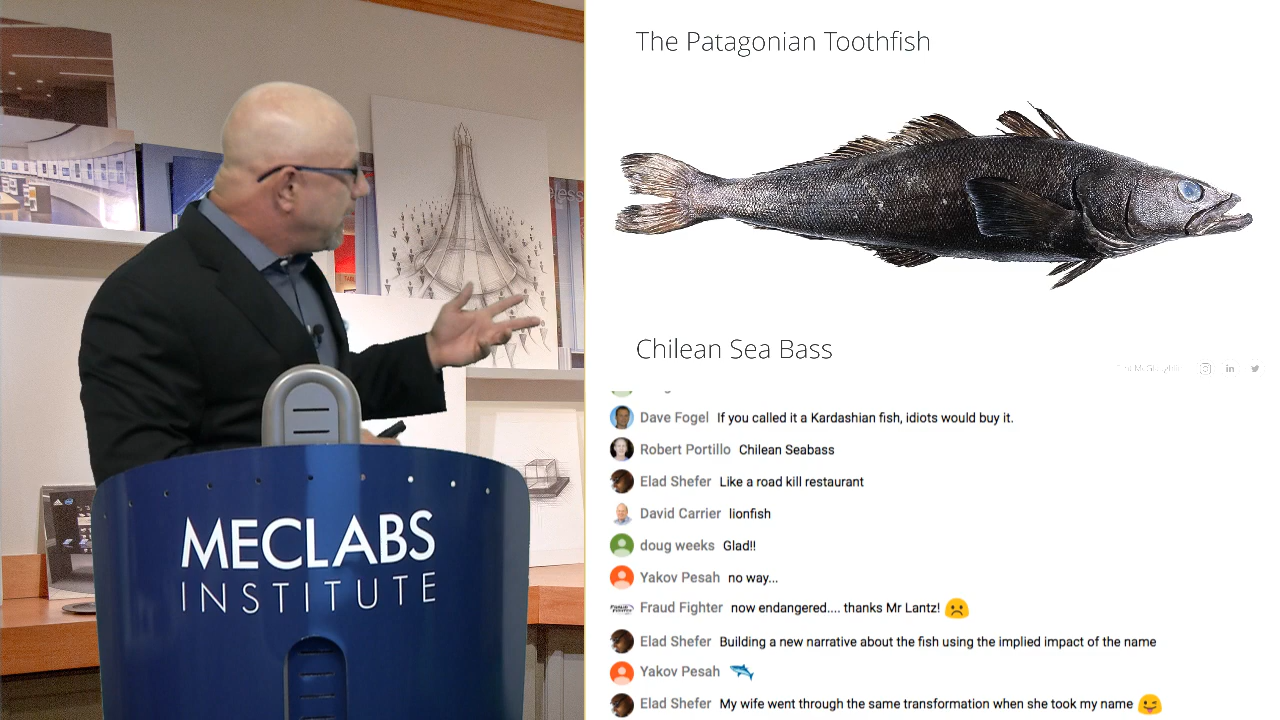 The Patagonian Toothfish
Chilean Sea Bass
Dave Fogel If you called it a Kardashian fish, idiots would buy it.
Robert Portillo Chilean Seabass
Elad Shefer Like a road kill restaurant
David Carrier lionfish
doug weeks Glad!!
Yakov Pesah no way...
Fraud Fighter now endangered.... thanks Mr Lantz! ☹️
Elad Shefer Building a new narrative about the fish using the implied impact of the name
Yakov Pesah 🦈
Elad Shefer My wife went through the same transformation when she took my name 😜
MECLABS
INSTITUTE